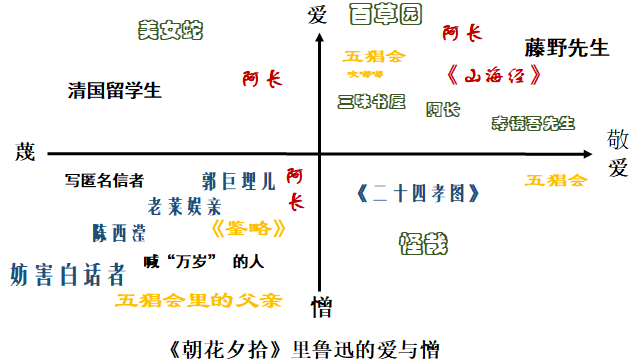 爱
百草园
美女蛇
阿长
藤野先生
五猖会
阿长
《山海经》
清国留学生
三味书屋
阿长
寿镜吾先生
蔑
敬
爱
写匿名信者
郭巨埋儿
阿
长
五猖会
《二十四孝图》
老莱娱亲
《鉴略》
陈西滢
怪哉
喊“万岁” 的人
妨害白话者
五猖会里的父亲
憎
《朝花夕拾》里鲁迅的爱与憎